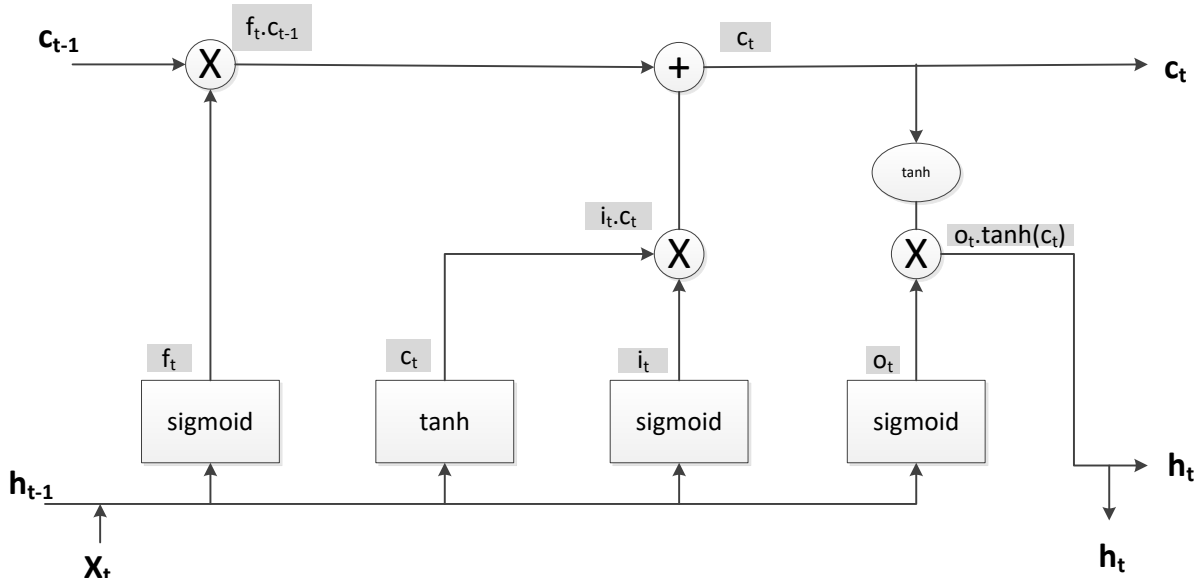 c_{t-1}
X
f_t.c_{t-1}
+
c_t
c_t
tanh
i_t.c_t
X
X
o_t.tanh(c_t)
f_t
c_t
i_t
o_t
sigmoid
tanh
sigmoid
sigmoid
h_{t-1}
h_t
X_t
h_t